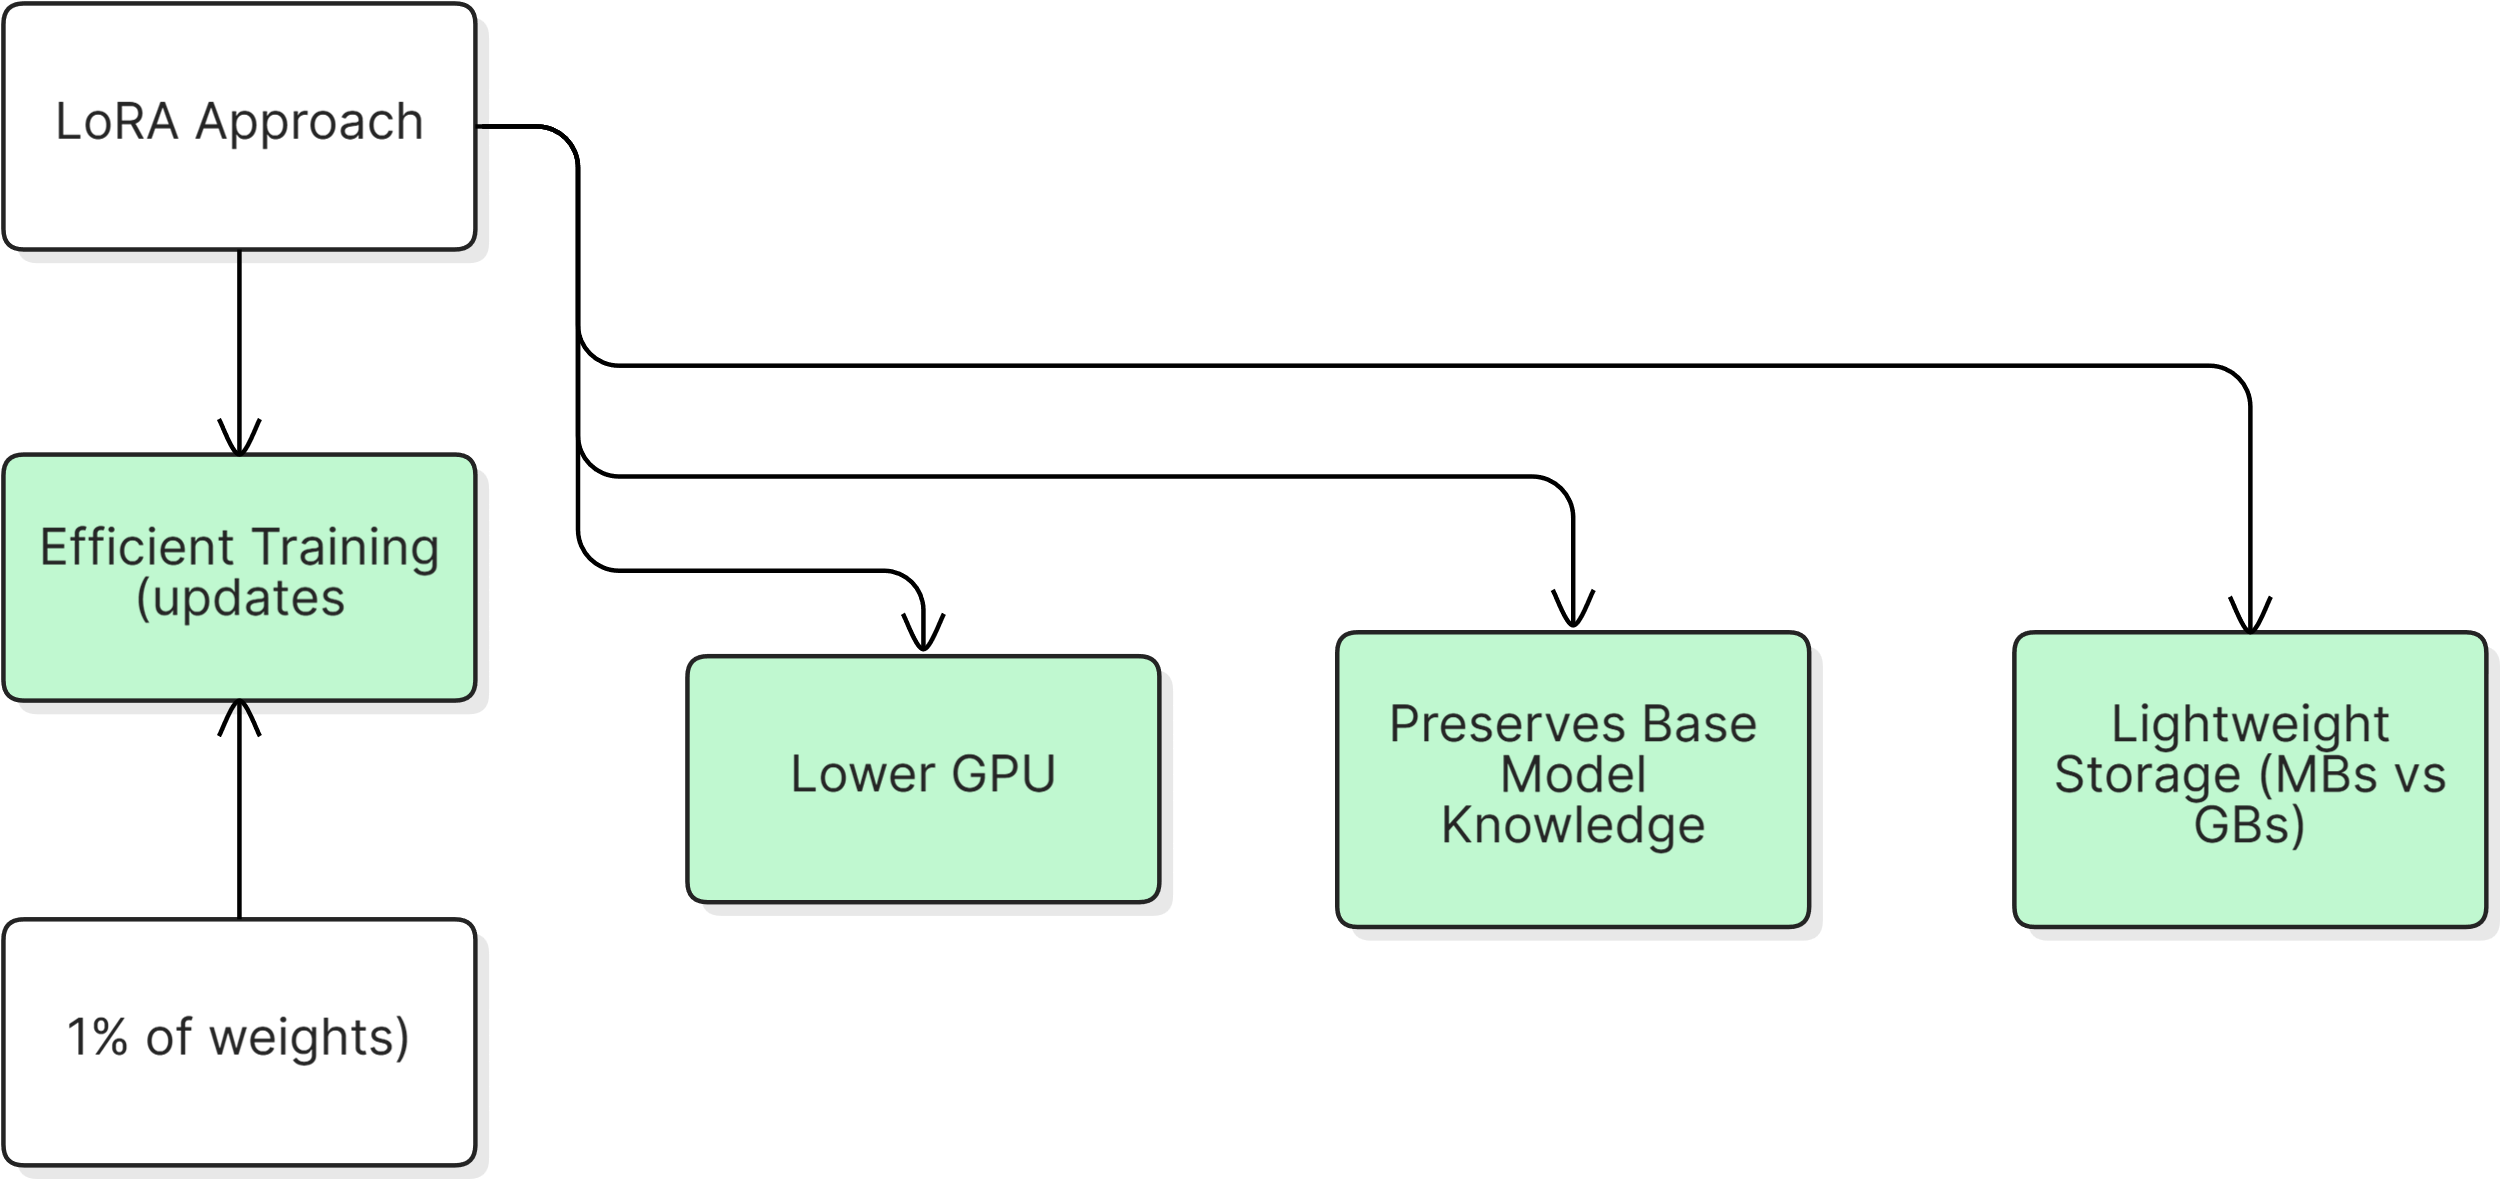 LoRA Approach
Efficient Training
(updates
1% of weights)
Lower GPU
Preserves Base
Model
Knowledge
Lightweight
Storage (MBs vs
GBs)